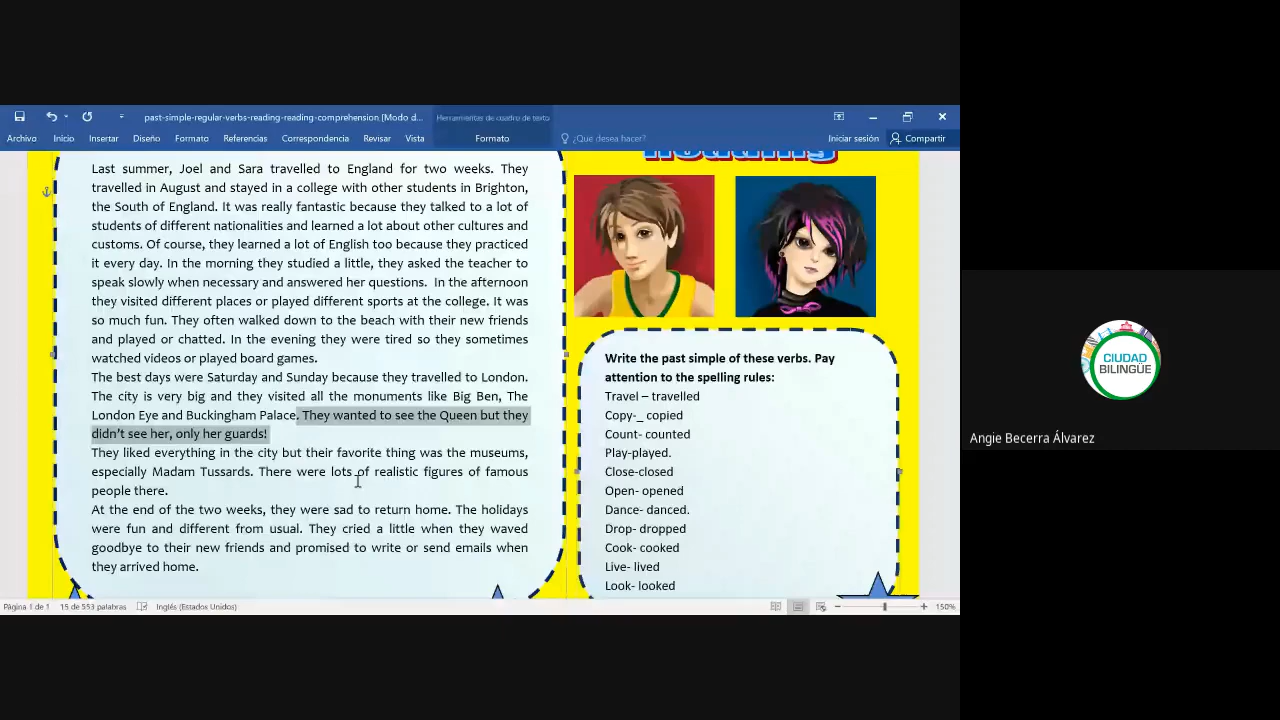 past-simple-regular-verbs-reading-reading-comprehension [Modo d...
Herramientas de cuadro de texto
Archivo Inicio Insertar Diseño Formato Referencias Correspondencia Revisar Vista Formato ¿Qué desea hacer? Iniciar sesión Compartir
Reading
Last summer, Joel and Sara travelled to England for two weeks. They
travelled in August and stayed in a college with other students in Brighton,
the South of England. It was really fantastic because they talked to a lot of
students of different nationalities and learned a lot about other cultures and
customs. Of course, they learned a lot of English too because they practiced
it every day. In the morning they studied a little, they asked the teacher to
speak slowly when necessary and answered her questions. In the afternoon
they visited different places or played different sports at the college. It was
so much fun. They often walked down to the beach with their new friends
and played or chatted. In the evening they were tired so they sometimes
watched videos or played board games.
The best days were Saturday and Sunday because they travelled to London.
The city is very big and they visited all the monuments like Big Ben, The
London Eye and Buckingham Palace. They wanted to see the Queen but they
didn't see her, only her guards!
They liked everything in the city but their favorite thing was the museums,
especially Madam Tussards. There were lots of realistic figures of famous
people there.
At the end of the two weeks, they were sad to return home. The holidays
were fun and different from usual. They cried a little when they waved
goodbye to their new friends and promised to write or send emails when
they arrived home.
Write the past simple of these verbs. Pay
attention to the spelling rules:
Travel – travelled
Copy-_ copied
Count- counted
Play-played.
Close-closed
Open- opened
Dance- danced.
Drop- dropped
Cook- cooked
Live- lived
Look- looked
Página 1 de 1 15 de 553 palabras Inglés (Estados Unidos) 150%
CIUDAD
BILINGÜE
Angie Becerra Álvarez